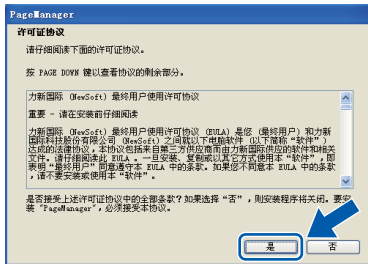 PageManager
许可证协议
请仔细阅读下面的许可证协议。
按 PAGE DOWN 键以查看协议的剩余部分。
力新国际 (NewSoft) 最终用户使用许可协议
重要 - 请在安装前仔细阅读
力新国际 (NewSoft) 最终用户使用许可协议 (EULA) 是您 (最终用户) 和力新
国际科技股份有限公司 (NewSoft) 之间就以下电脑软件 (以下简称 “软件” )
达成的法律协议，本协议包括来自第三方供应商而由力新国际供应的软件和相关
文件。请仔细阅读此 EULA 。一旦安装、复制或以其它方式使用本 “软件” ，即
表明 “最终用户” 同意遵守本 EULA 中的条款。如果您不同意本 EULA 中的条款
，请不要安装或使用本 “软件” 。
是否接受上述许可证协议中的全部条款？如果选择 “否” ，则安装程序将关闭。要安
装 “PageManager” ，必须接受本协议。
是
否